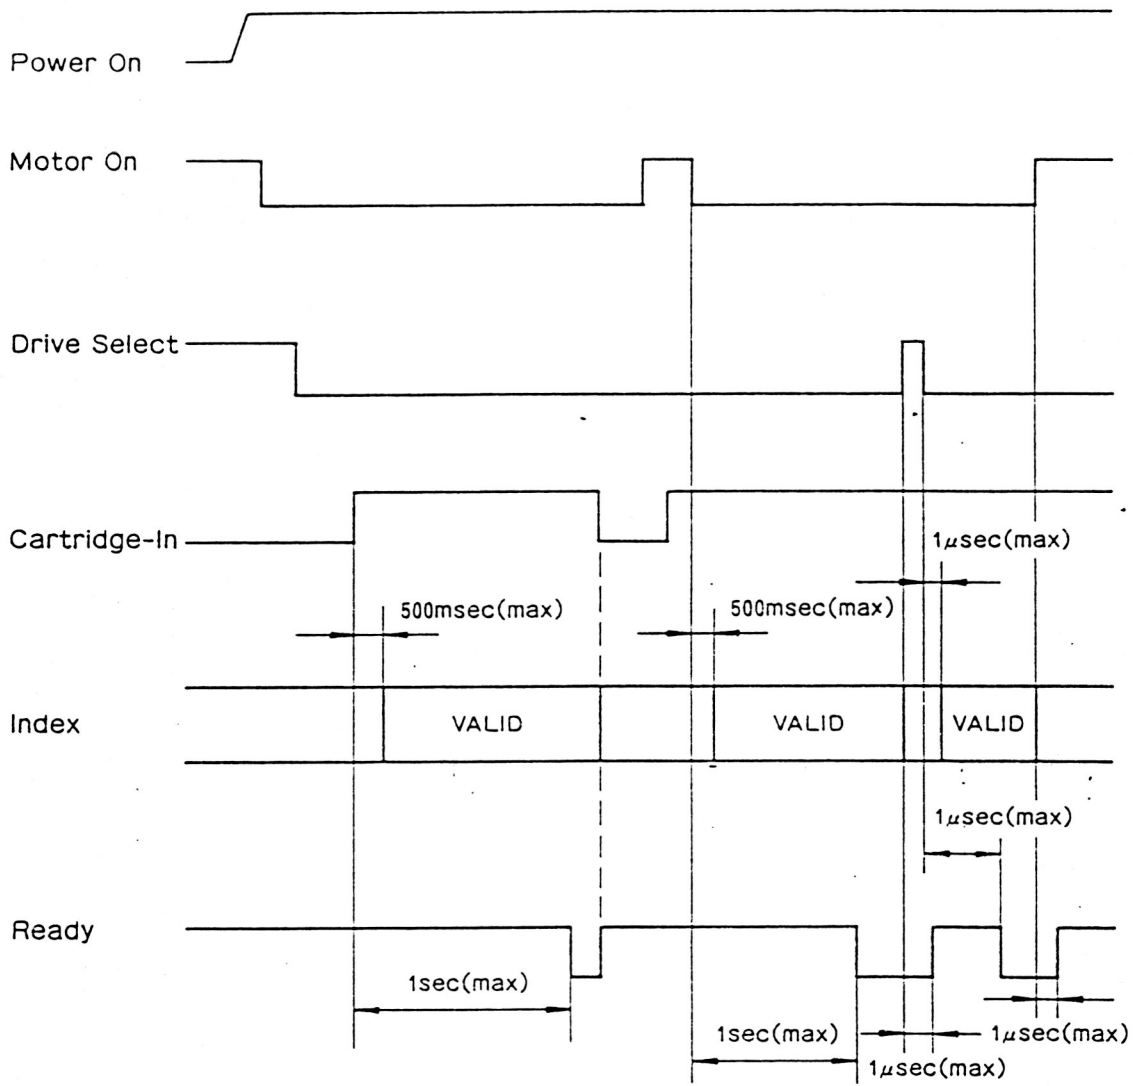 Power On
Motor On
Drive Select
Cartridge-In
1μsec(max)
500msec(max)
500msec(max)
Index
VALID
VALID
VALID
1μsec(max)
Ready
1sec(max)
1sec(max)
1μsec(max)
1μsec(max)